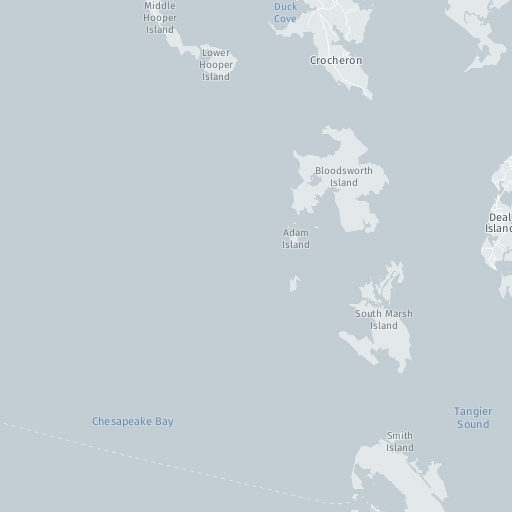 Middle
Hooper
Island
Duck
Cove
Lower
Hooper
Island
Crocheron
Bloodsworth
Island
Deal
Island
Adam
Island
South Marsh
Island
Chesapeake Bay
Tangier
Sound
Smith
Island